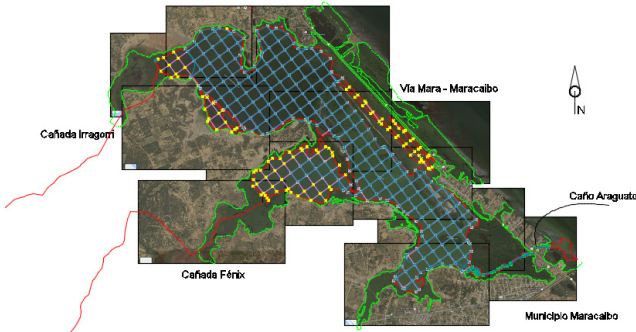 Vía Mara - Maracaibo
N
Cañada Irragorri
Caño Araguato
Cañada Fénix
Municipio Maracaibo